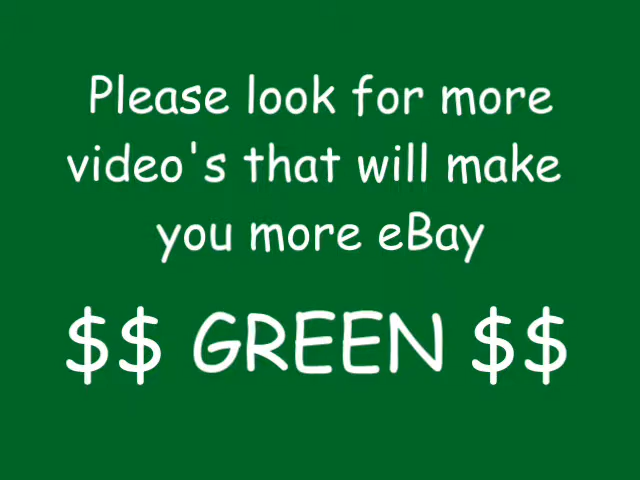 Please look for more
video's that will make
you more eBay
$$ GREEN $$